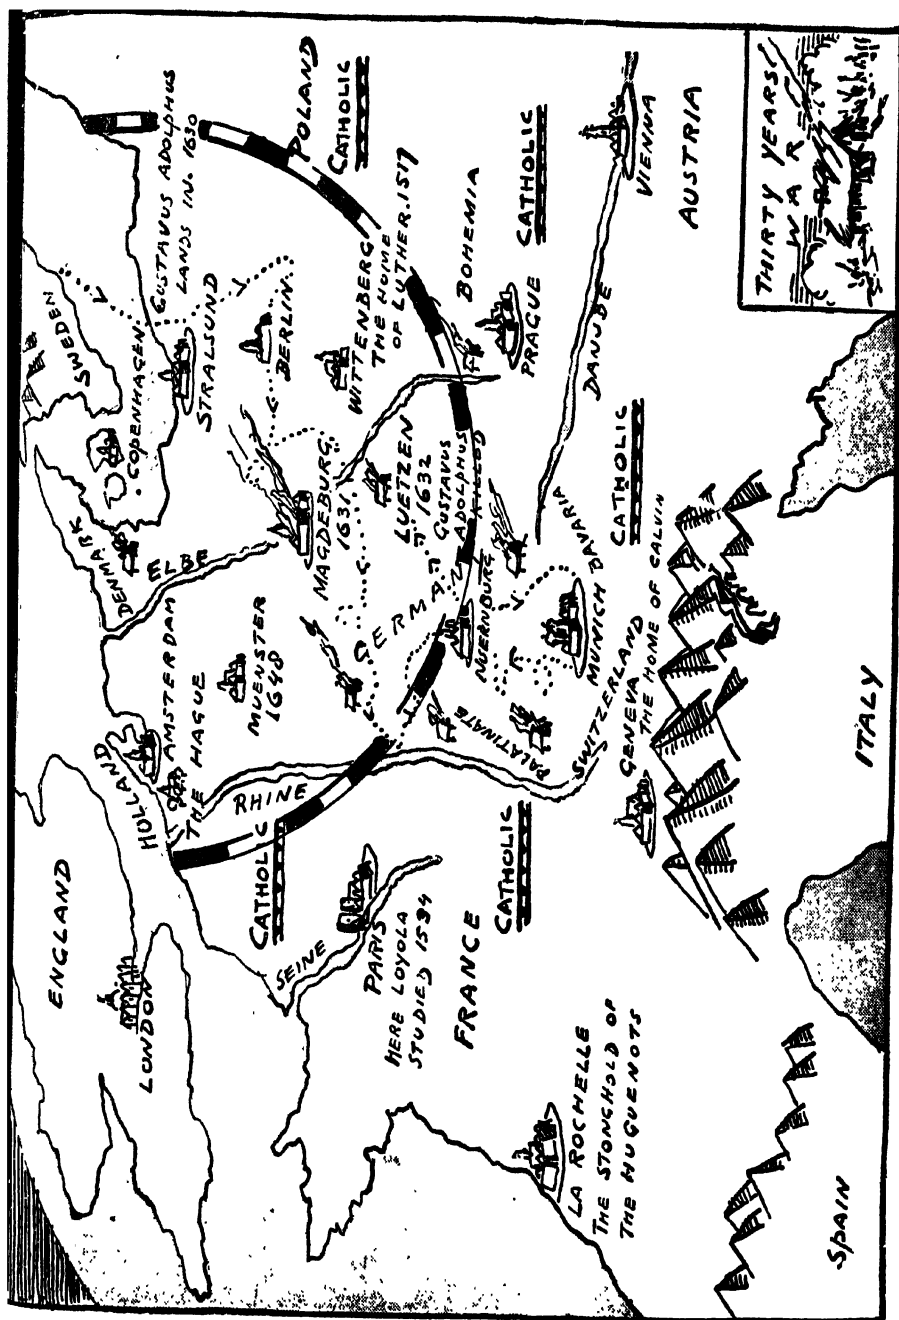 THIRTY YEARS
W A R
ENGLAND
LONDON
HOLLAND
AMSTERDAM
THE HAGUE
DENMARK
ELBE
COPENHAGEN
SWEDEN
GUSTAVUS ADOLPHUS
LANDS IN. 1630
STRALSUND
BERLIN
POLAND
CATHOLIC
WITTENBERG
THE HOME
OF LUTHER. 1517
MAGDEBURG
1631
MUENSTER
1648
RHINE
CATHOLIC
LUETZEN
1632
GUSTAVUS
ADOLPHUS
KILLED
GERMAN
BOHEMIA
CATHOLIC
PRAGUE
VIENNA
AUSTRIA
DANUBE
NUERNBURG
MUNICH BAVARIA
CATHOLIC
PALATINATE
SWITZERLAND
GENEVA
THE HOME OF CALVIN
SEINE
PARIS
HERE LOYOLA
STUDIED 1534
FRANCE
CATHOLIC
LA ROCHELLE
THE STONGHOLD OF
THE HUGUENOTS
ITALY
SPAIN